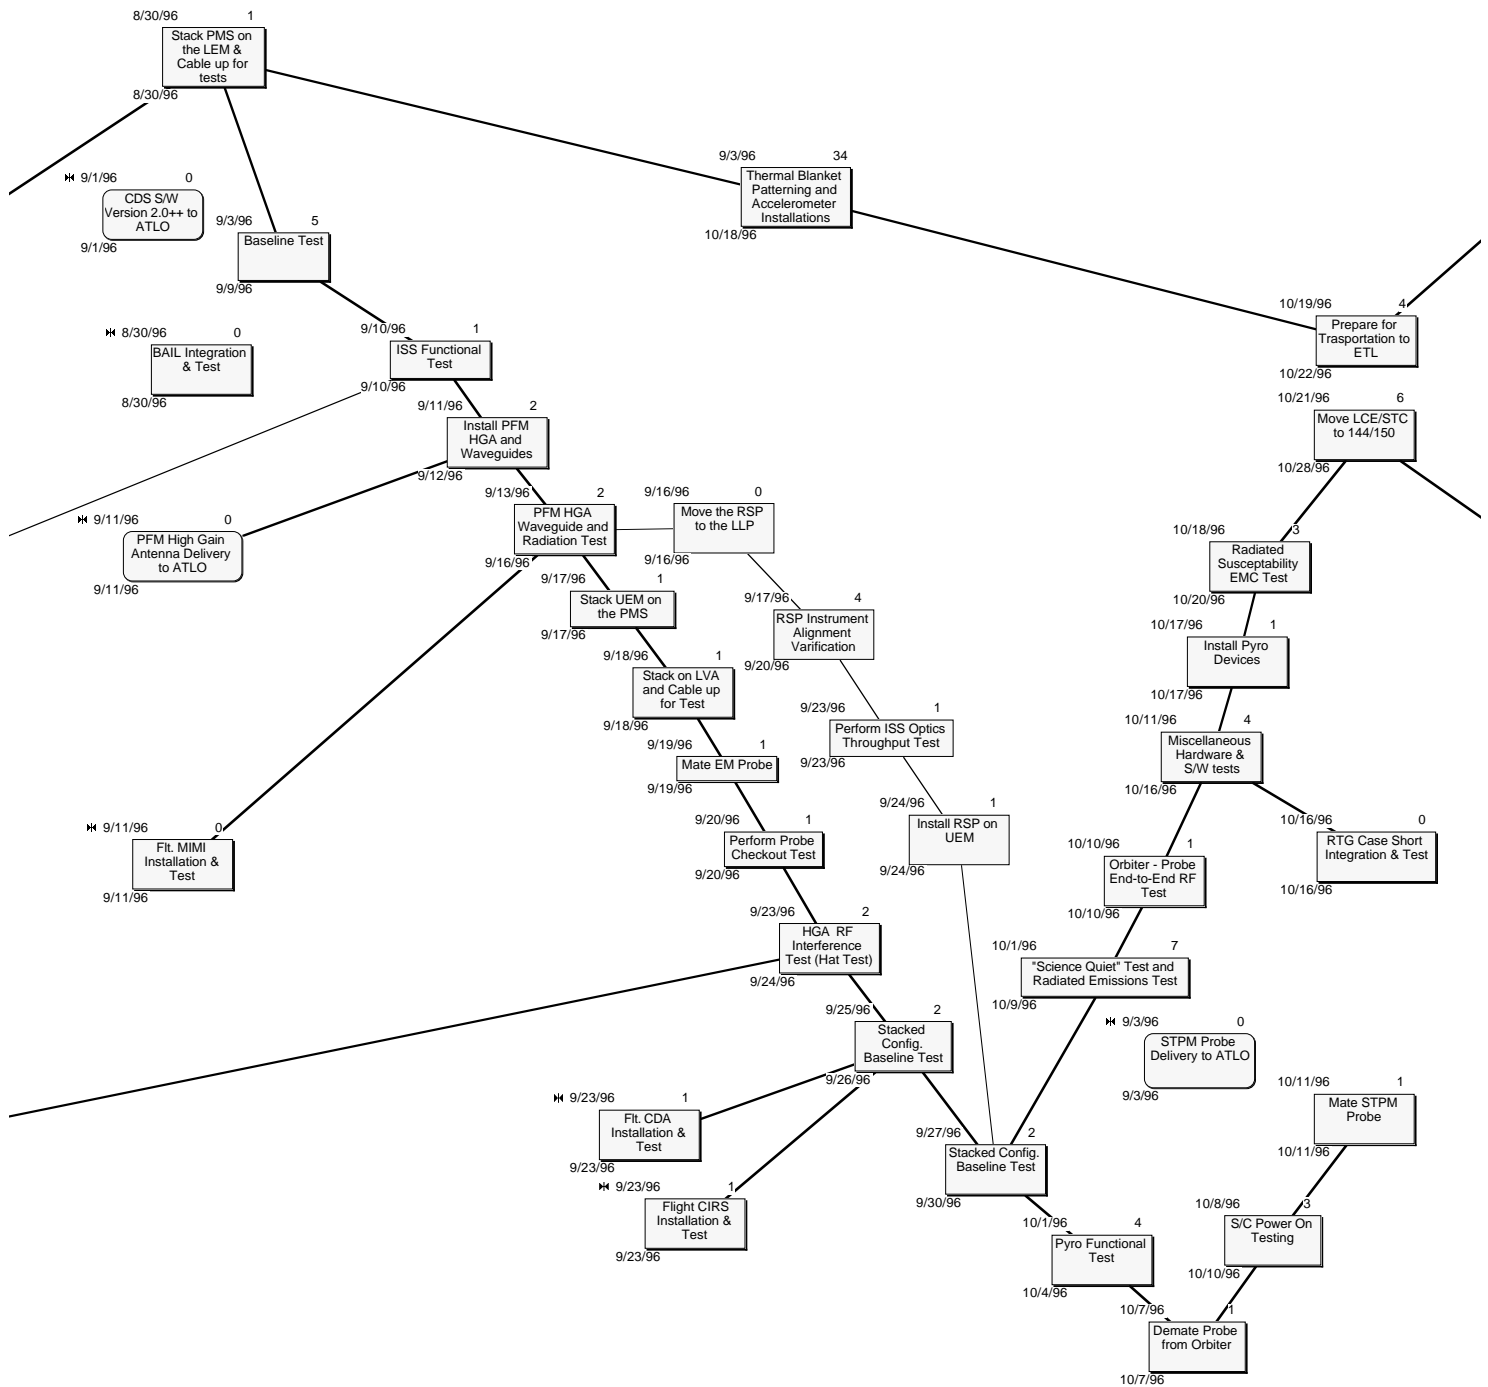 8/30/96 1
Stack PMS on
the LEM &
Cable up for
tests
8/30/96
9/1/96 0
CDS S/W
Version 2.0++ to
ATLO
9/1/96
9/3/96 5
Baseline Test
9/9/96
9/3/96 34
Thermal Blanket
Patterning and
Accelerometer
Installations
10/18/96
10/19/96 4
Prepare for
Trasportation to
ETL
10/22/96
8/30/96 0
BAIL Integration
& Test
8/30/96
9/10/96 1
ISS Functional
Test
9/10/96
10/21/96 6
Move LCE/STC
to 144/150
10/28/96
9/11/96 2
Install PFM
HGA and
Waveguides
9/12/96
9/11/96 0
PFM High Gain
Antenna Delivery
to ATLO
9/11/96
9/13/96 2
PFM HGA
Waveguide and
Radiation Test
9/16/96
9/16/96 0
Move the RSP
to the LLP
9/16/96
10/18/96 3
Radiated
Susceptability
EMC Test
10/20/96
9/17/96 1
Stack UEM on
the PMS
9/17/96
9/17/96 4
RSP Instrument
Alignment
Varification
9/20/96
10/17/96 1
Install Pyro
Devices
10/17/96
9/18/96 1
Stack on LVA
and Cable up
for Test
9/18/96
9/23/96 1
Perform ISS Optics
Throughput Test
9/23/96
10/11/96 4
Miscellaneous
Hardware &
S/W tests
10/16/96
9/19/96 1
Mate EM Probe
9/19/96
9/24/96 1
Install RSP on
UEM
9/24/96
9/11/96 0
Flt. MIMI
Installation &
Test
9/11/96
9/20/96 1
Perform Probe
Checkout Test
9/20/96
10/10/96 1
Orbiter - Probe
End-to-End RF
Test
10/10/96
10/16/96 0
RTG Case Short
Integration & Test
10/16/96
9/23/96 2
HGA RF
Interference
Test (Hat Test)
9/24/96
10/1/96 7
"Science Quiet" Test and
Radiated Emissions Test
10/9/96
9/25/96 2
Stacked
Config.
Baseline Test
9/26/96
9/3/96 0
STPM Probe
Delivery to ATLO
9/3/96
9/23/96 1
Flt. CDA
Installation &
Test
9/23/96
10/11/96 1
Mate STPM
Probe
10/11/96
9/27/96 2
Stacked Config.
Baseline Test
9/30/96
9/23/96 1
Flight CIRS
Installation &
Test
9/23/96
10/8/96 3
S/C Power On
Testing
10/10/96
10/1/96 4
Pyro Functional
Test
10/4/96
10/7/96 1
Demate Probe
from Orbiter
10/7/96